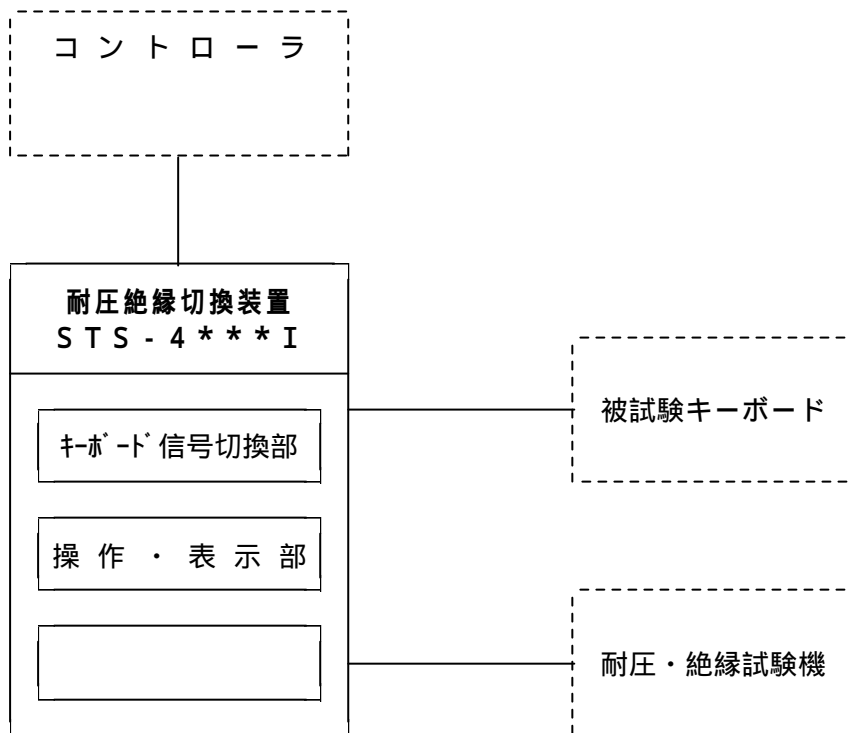 コントローラ
耐圧絶縁切換装置
STS-4***I
ｷｰﾎﾞｰﾄﾞ信号切換部
被試験キーボード
操作・表示部
耐圧・絶縁試験機